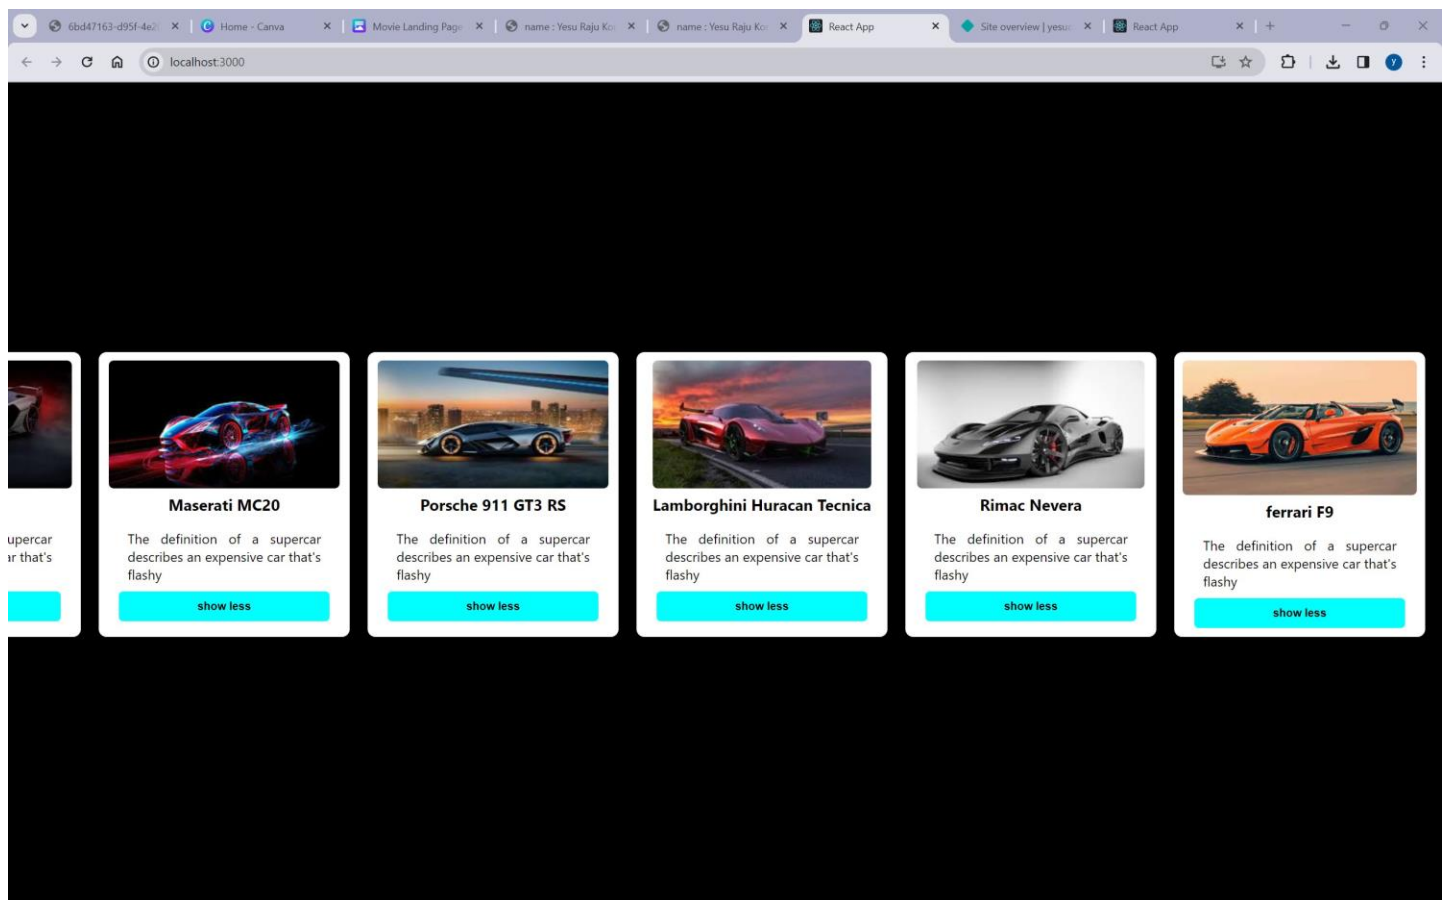 6bd47163-d95f-4e2
Home - Canva
Movie Landing Page
name : Yesu Raju Ko
name : Yesu Raju Ko
React App
Site overview | yesu
React App
localhost:3000
y
Maserati MC20
Porsche 911 GT3 RS
Lamborghini Huracan Tecnica
Rimac Nevera
ferrari F9
upercar
ar that's
The definition of a supercar
describes an expensive car that's
flashy
The definition of a supercar
describes an expensive car that's
flashy
The definition of a supercar
describes an expensive car that's
flashy
The definition of a supercar
describes an expensive car that's
flashy
The definition of a supercar
describes an expensive car that's
flashy
show less
show less
show less
show less
show less